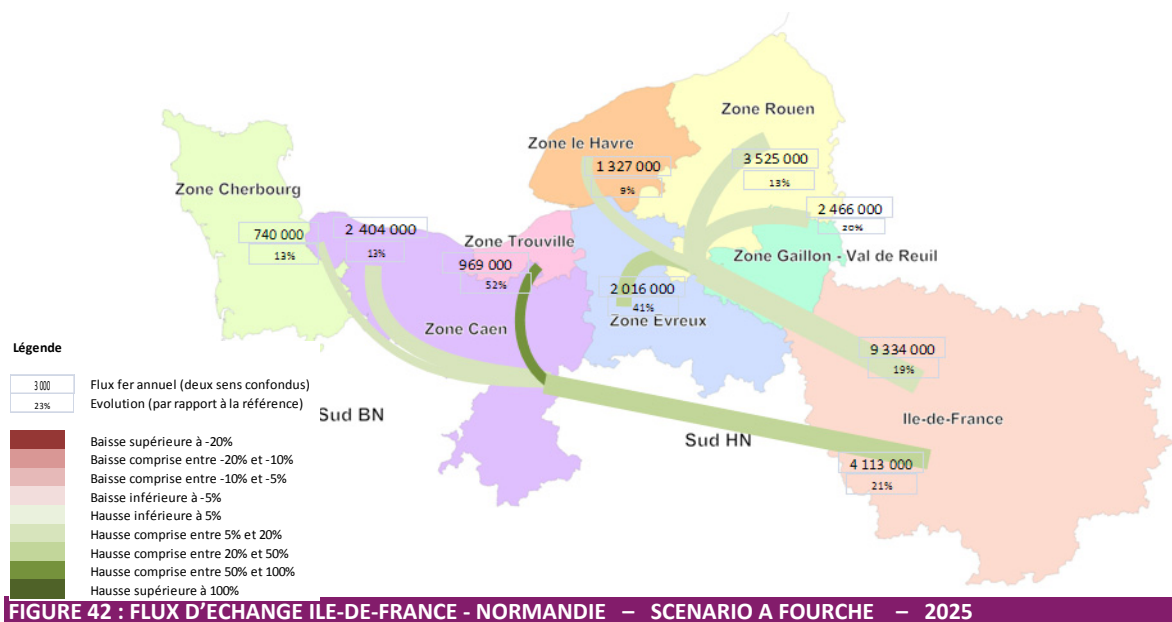 Zone Rouen
Zone le Havre
3 525 000
1 327 000
13%
9%
Zone Cherbourg
2 466 000
20%
740 000
2 404 000
Zone Trouville
13%
13%
969 000
52%
Zone Gaillon - Val de Reuil
2 016 000
41%
Zone Evreux
Zone Caen
9 334 000
19%
Légende
3 000
Flux fer annuel (deux sens confondus)
23%
Evolution (par rapport à la référence)
Sud BN
Ile-de-France
Sud HN
Baisse supérieure à -20%
Baisse comprise entre -20% et -10%
Baisse comprise entre -10% et -5%
Baisse inférieure à -5%
Hausse inférieure à 5%
Hausse comprise entre 5% et 20%
Hausse comprise entre 20% et 50%
Hausse comprise entre 50% et 100%
Hausse supérieure à 100%
4 113 000
21%
FIGURE 42 : FLUX D'ECHANGE ILE-DE-FRANCE - NORMANDIE – SCENARIO A FOURCHE – 2025